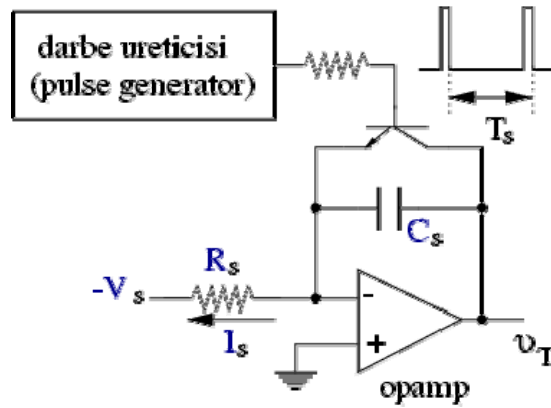 darbe ureticisi
(pulse generator)
Ts
Cs
Rs
-Vs
Is
-
+
υT
opamp